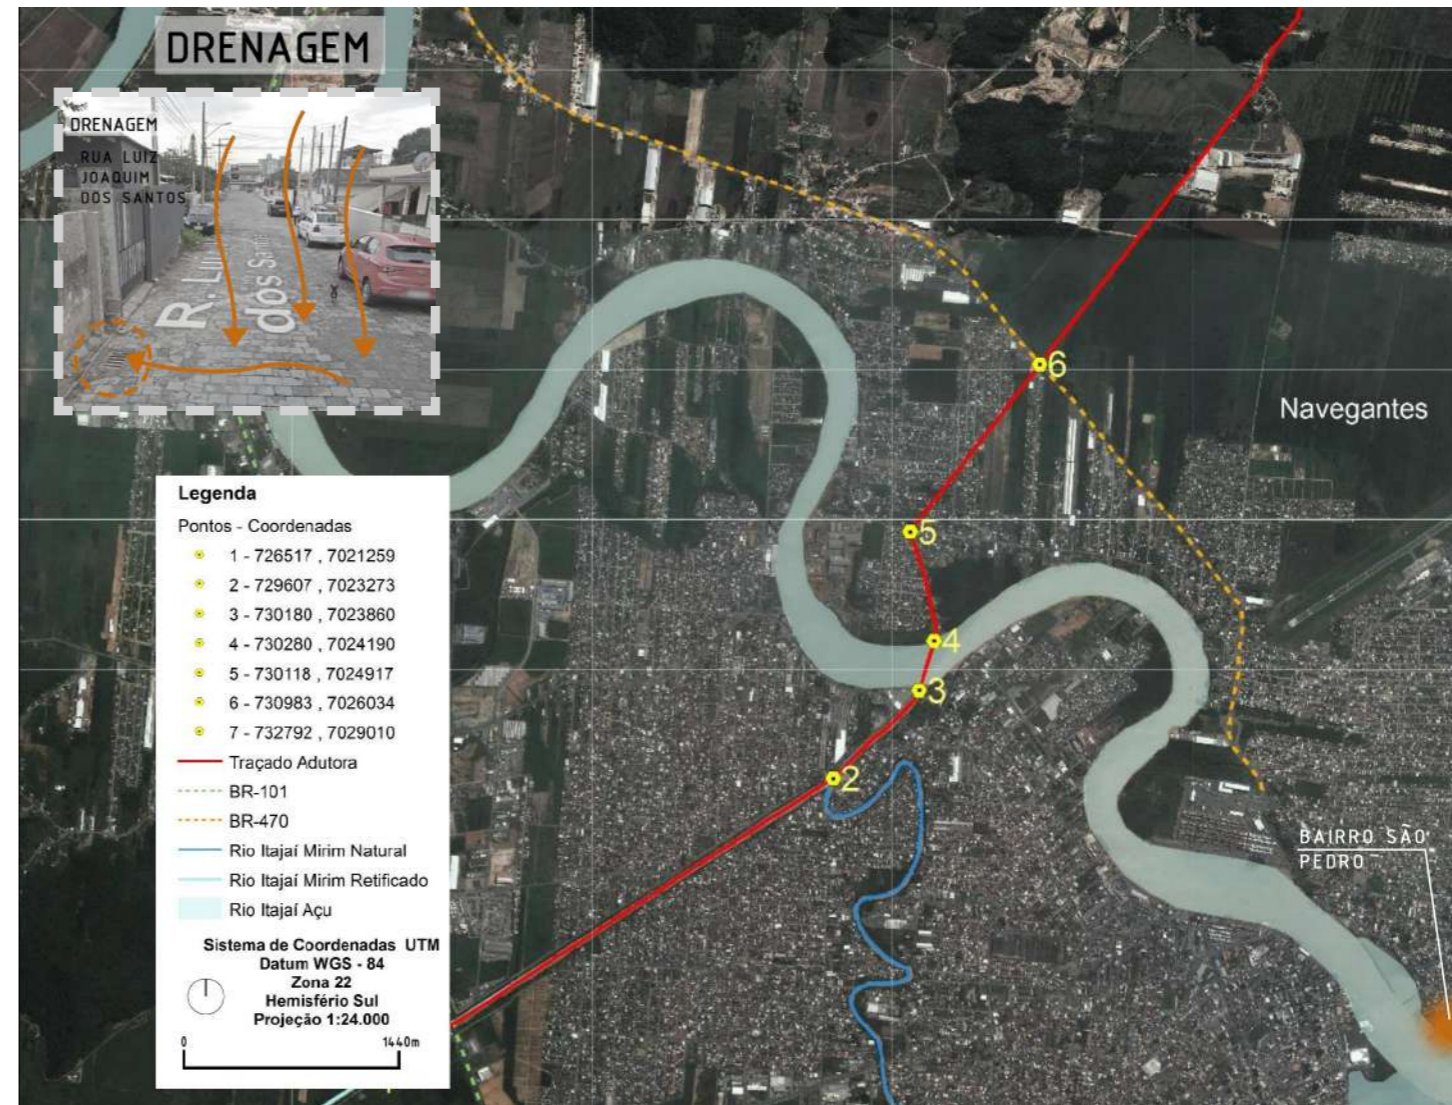 DRENAGEM
DRENAGEM
RUA LUIZ
JOAQUIM
DOS SANTOS
R. Lui
dos San
6
Navegantes
5
4
3
2
BAIRRO SÃO
PEDRO
Legenda
Pontos - Coordenadas
1 - 726517 , 7021259
2 - 729607 , 7023273
3 - 730180 , 7023860
4 - 730280 , 7024190
5 - 730118 , 7024917
6 - 730983 , 7026034
7 - 732792 , 7029010
Traçado Adutora
BR-101
BR-470
Rio Itajaí Mirim Natural
Rio Itajaí Mirim Retificado
Rio Itajaí Açu
Sistema de Coordenadas UTM
Datum WGS - 84
Zona 22
Hemisfério Sul
Projeção 1:24.000
0 1440m